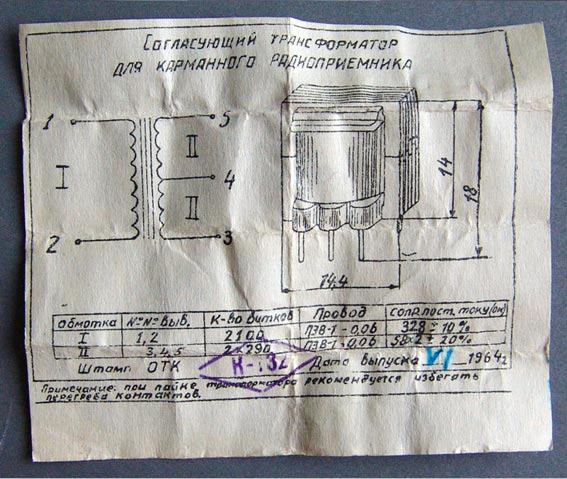 СОГЛАСУЮЩИЙ ТРАНСФОРМАТОР
ДЛЯ КАРМАННОГО РАДИОПРИЕМНИКА
1 5
I II 4
II
2 3
14
18
14.4
Обмотка №№ Выв. К-во витков Провод Сопр.пост. току(ом)
I 1, 2 2100 ПЭВ-1-0,06 328 ± 10%
II 3, 4, 5 2×290 ПЭВ-1-0,06 58×2 ± 20%
Штамп ОТК К-132 Дата выпуска VI 1964г
Примечание: при пайке трансформатора рекомендуется избегать
перегрева контактов.